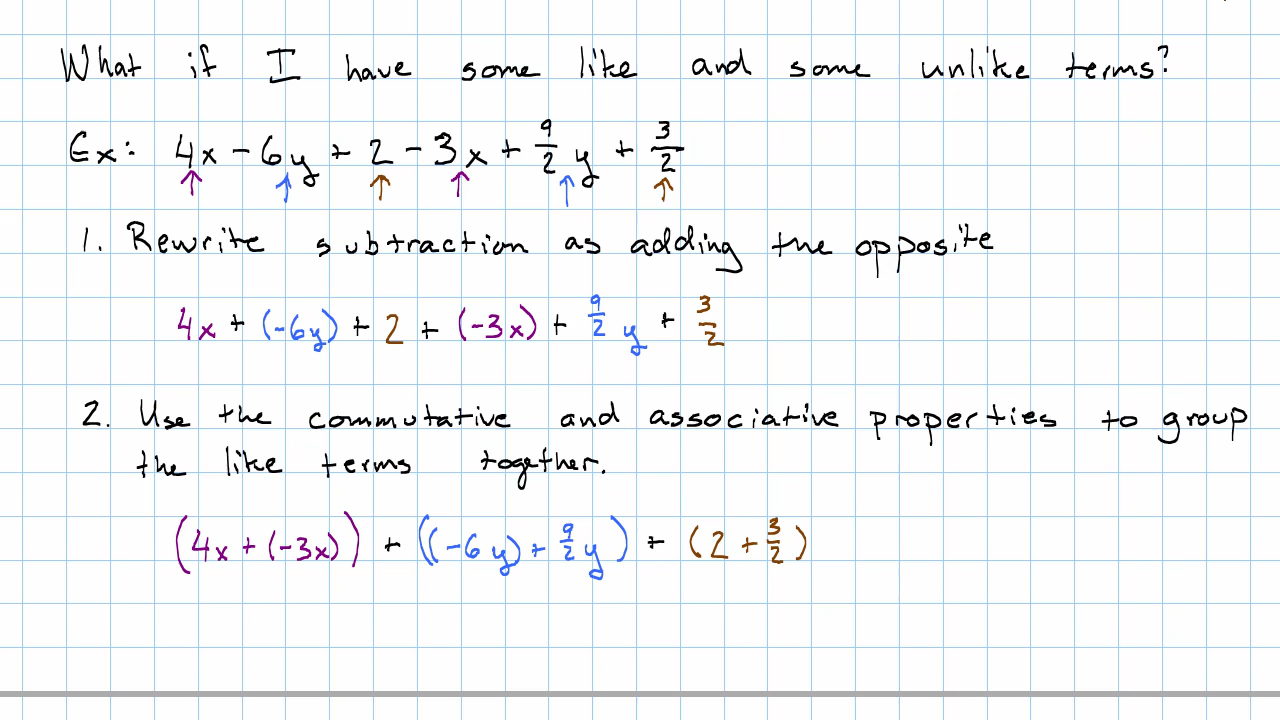 What if I have some like and some unlike terms?
Ex: 4x - 6y + 2 - 3x + 9/2 y + 3/2
1. Rewrite subtraction as adding the opposite
4x + (-6y) + 2 + (-3x) + 9/2 y + 3/2
2. Use the commutative and associative properties to group
the like terms together.
(4x + (-3x)) + ((-6y) + 9/2 y) + (2 + 3/2)